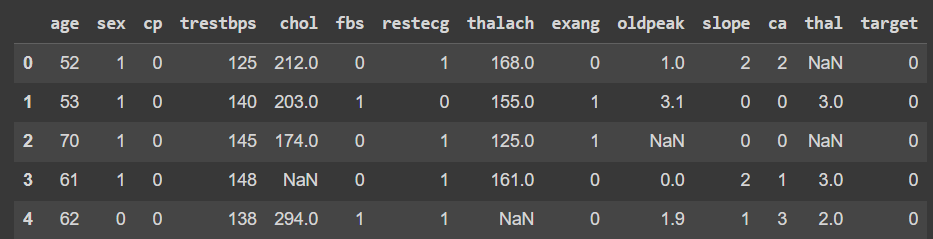 age sex cp trestbps chol fbs restecg thalach exang oldpeak slope ca thal target
0 52 1 0 125 212.0 0 1 168.0 0 1.0 2 2 NaN 0
1 53 1 0 140 203.0 1 0 155.0 1 3.1 0 0 3.0 0
2 70 1 0 145 174.0 0 1 125.0 1 NaN 0 0 NaN 0
3 61 1 0 148 NaN 0 1 161.0 0 0.0 2 1 3.0 0
4 62 0 0 138 294.0 1 1 NaN 0 1.9 1 3 2.0 0